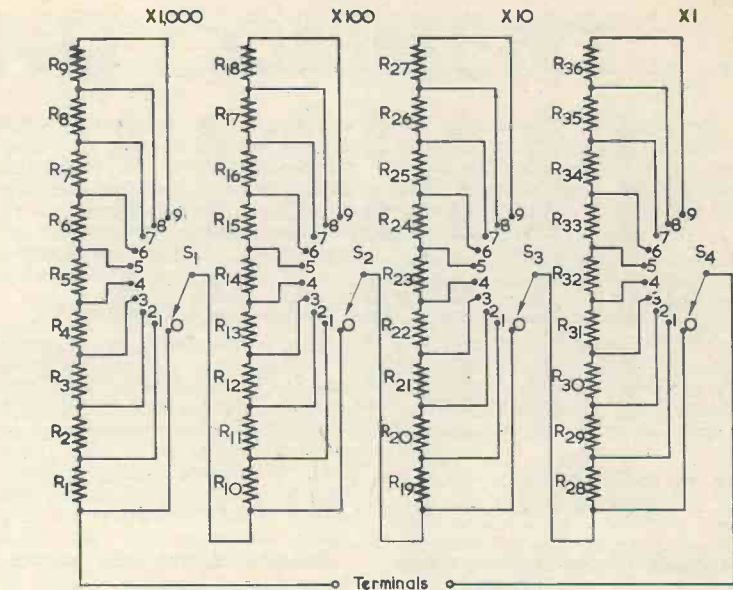 X1,000 X100 X10 X1
R9 R18 R27 R36
R8 R17 R26 R35
R7 R16 R25 R34
R6 R15 R24 R33
9 9 9 9
8 8 8 8
7 7 7 7
6 6 6 6
S1 S2 S3 S4
5 5 5 5
R5 R14 R23 R32
4 4 4 4
3 3 3 3
2 2 2 2
1 1 1 1
O O O O
R4 R13 R22 R31
R3 R12 R21 R30
R2 R11 R20 R29
R1 R10 R19 R28
Terminals